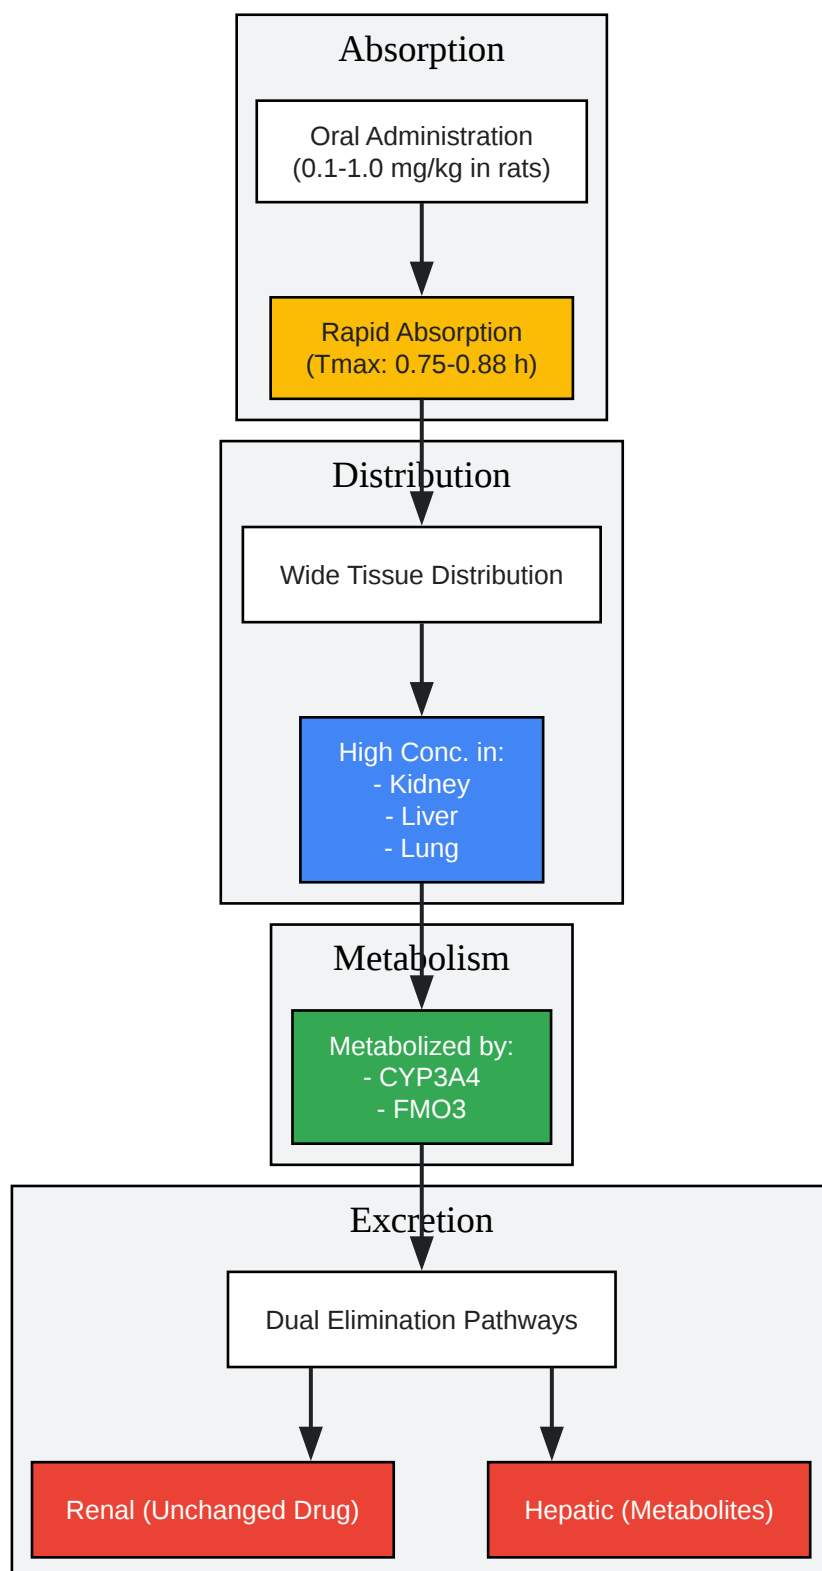 Absorption
Oral Administration
(0.1-1.0 mg/kg in rats)
Rapid Absorption
(Tmax: 0.75-0.88 h)
Distribution
Wide Tissue Distribution
High Conc. in:
- Kidney
- Liver
- Lung
Metabolism
Metabolized by:
- CYP3A4
- FMO3
Excretion
Dual Elimination Pathways
Renal (Unchanged Drug)
Hepatic (Metabolites)